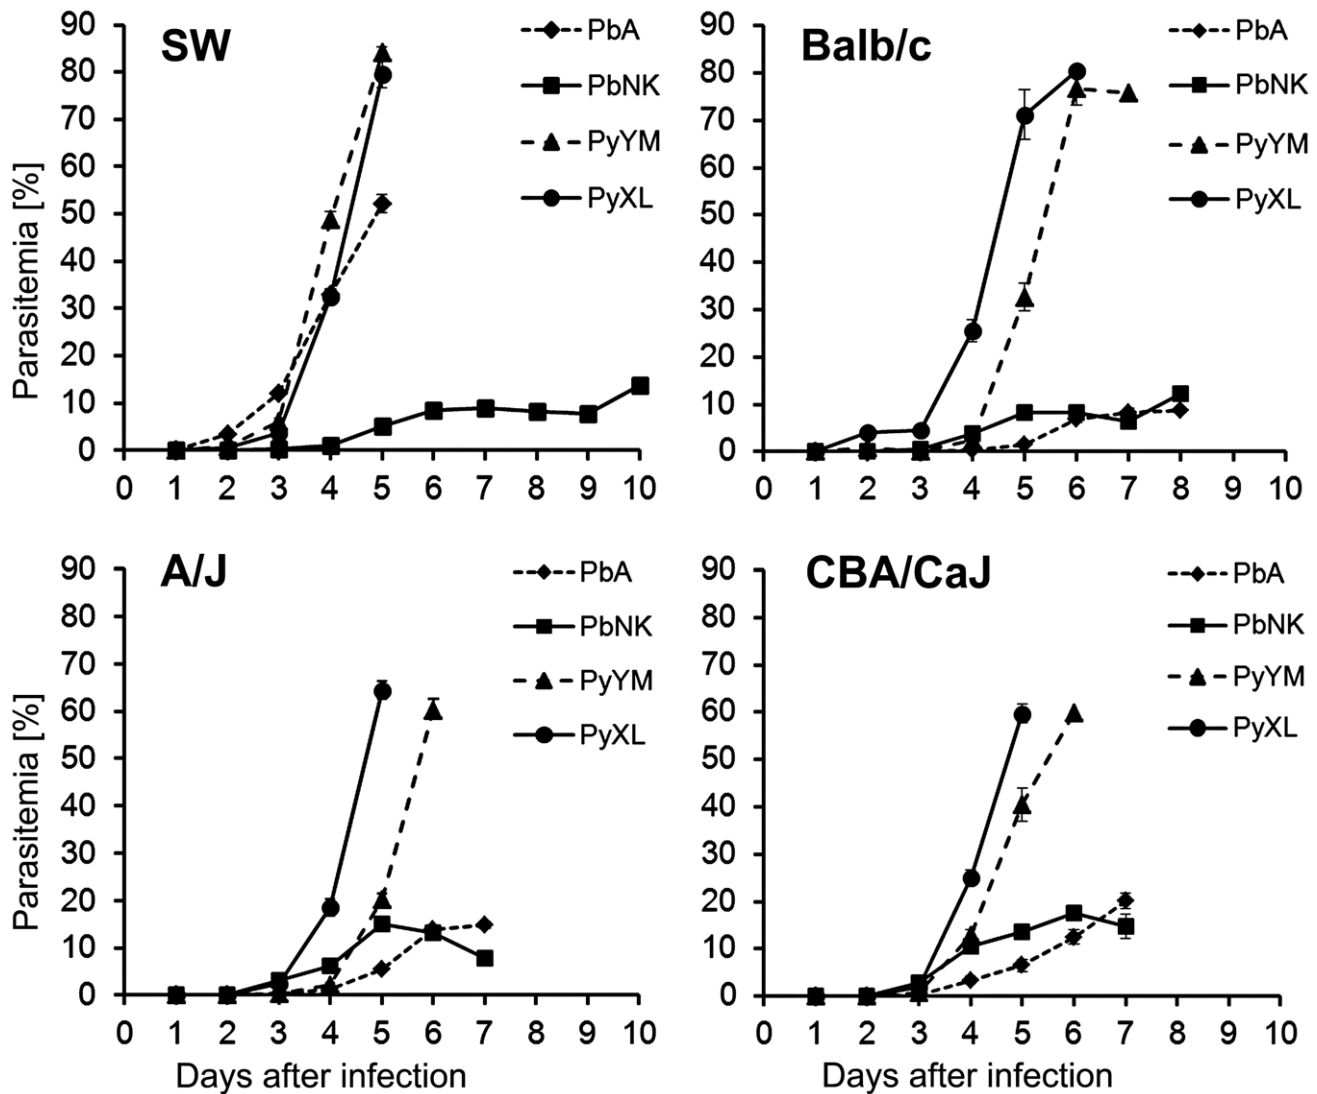 SW
PbA
PbNK
PyYM
PyXL
Parasitemia [%]
90
80
70
60
50
40
30
20
10
0
0 1 2 3 4 5 6 7 8 9 10
Balb/c
PbA
PbNK
PyYM
PyXL
90
80
70
60
50
40
30
20
10
0
0 1 2 3 4 5 6 7 8 9 10
A/J
PbA
PbNK
PyYM
PyXL
Parasitemia [%]
90
80
70
60
50
40
30
20
10
0
0 1 2 3 4 5 6 7 8 9 10
Days after infection
CBA/CaJ
PbA
PbNK
PyYM
PyXL
90
80
70
60
50
40
30
20
10
0
0 1 2 3 4 5 6 7 8 9 10
Days after infection